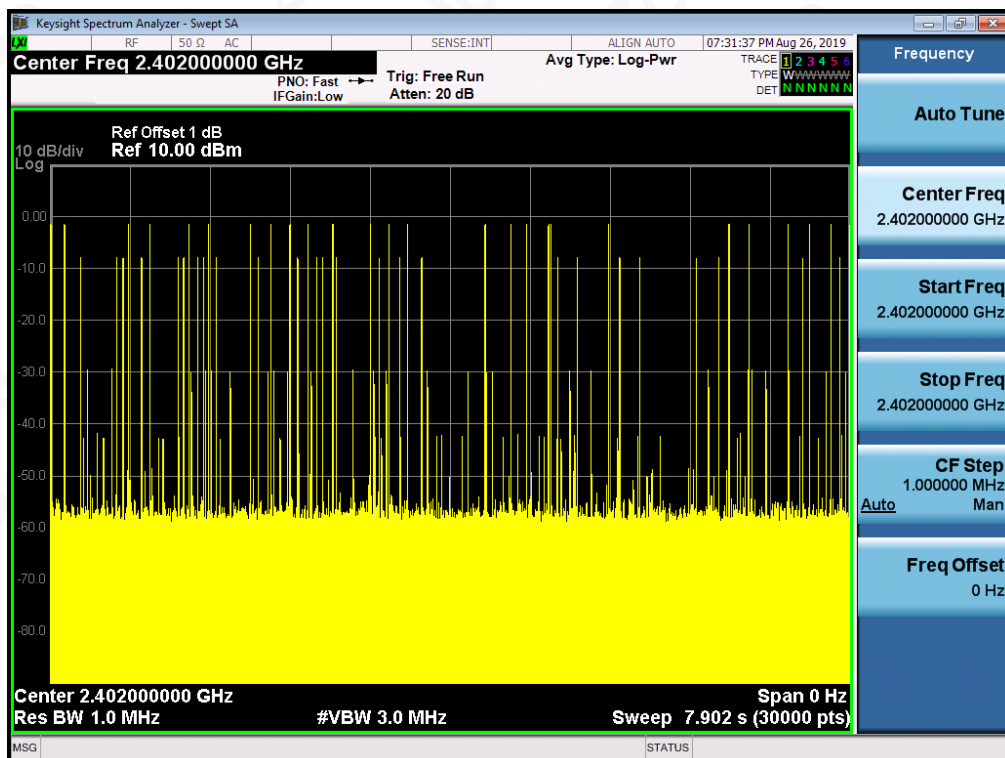 Keysight Spectrum Analyzer - Swept SA
LXI RF 50 Ω AC SENSE:INT ALIGN AUTO 07:31:37 PM Aug 26, 2019
Center Freq 2.402000000 GHz
PNO: Fast
IFGain:Low
Trig: Free Run
Atten: 20 dB
Avg Type: Log-Pwr
TRACE 1 2 3 4 5 6
TYPE WWWWWW
DET N N N N N N
Ref Offset 1 dB
10 dB/div Ref 10.00 dBm
Log
0.00
-10.0
-20.0
-30.0
-40.0
-50.0
-60.0
-70.0
-80.0
Center 2.402000000 GHz Span 0 Hz
Res BW 1.0 MHz #VBW 3.0 MHz Sweep 7.902 s (30000 pts)
MSG STATUS
Frequency
Auto Tune
Center Freq
2.402000000 GHz
Start Freq
2.402000000 GHz
Stop Freq
2.402000000 GHz
CF Step
1.000000 MHz
Auto Man
Freq Offset
0 Hz